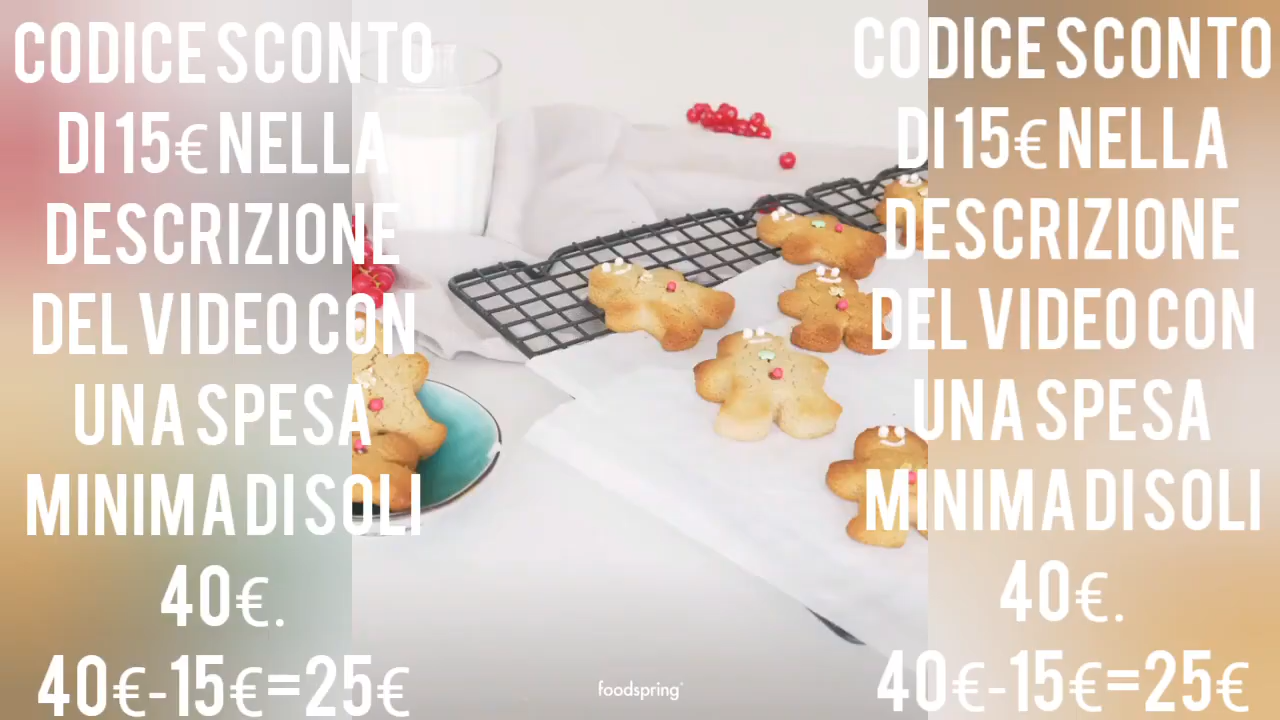 CODICE SCONTO
DI 15€ NELLA
DESCRIZIONE
DEL VIDEO CON
UNA SPESA
MINIMA DI SOLI
40€.
40€-15€=25€
CODICE SCONTO
DI 15€ NELLA
DESCRIZIONE
DEL VIDEO CON
UNA SPESA
MINIMA DI SOLI
40€.
40€-15€=25€
foodspring®